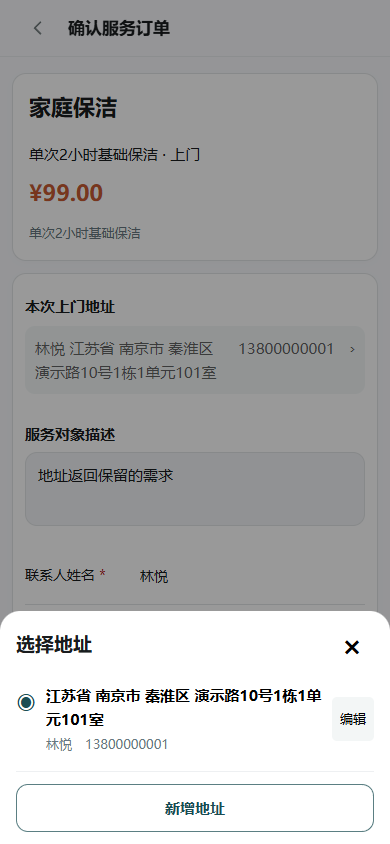 确认服务订单
家庭保洁
单次2小时基础保洁 · 上门
¥99.00
单次2小时基础保洁
本次上门地址
林悦 江苏省 南京市 秦淮区 13800000001 ›
演示路10号1栋1单元101室
服务对象描述
地址返回保留的需求
联系人姓名 * 林悦
选择地址 ×
江苏省 南京市 秦淮区 演示路10号1栋1单
元101室
编辑
林悦 13800000001
新增地址